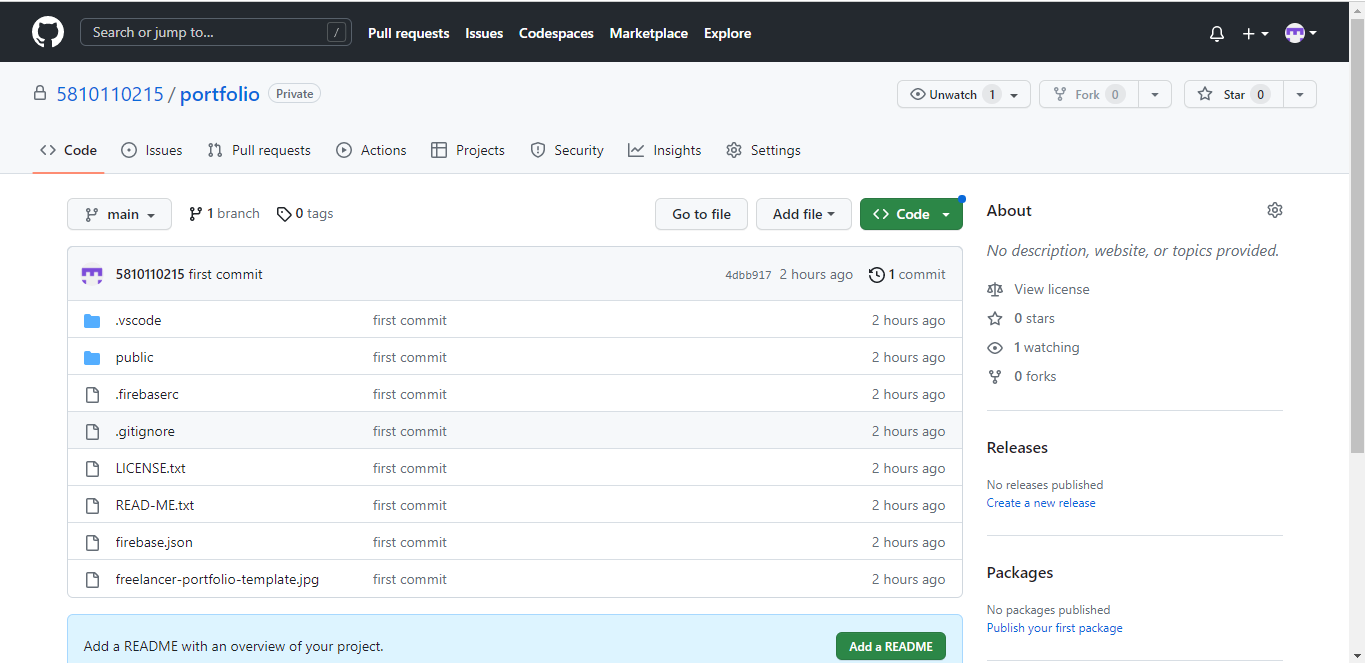 Search or jump to... /
Pull requests Issues Codespaces Marketplace Explore
5810110215 / portfolio Private
Unwatch 1 Fork 0 Star 0
Code Issues Pull requests Actions Projects Security Insights Settings
main 1 branch 0 tags Go to file Add file Code
5810110215 first commit 4dbb917 2 hours ago 1 commit
.vscode first commit 2 hours ago
public first commit 2 hours ago
.firebaserc first commit 2 hours ago
.gitignore first commit 2 hours ago
LICENSE.txt first commit 2 hours ago
READ-ME.txt first commit 2 hours ago
firebase.json first commit 2 hours ago
freelancer-portfolio-template.jpg first commit 2 hours ago
Add a README with an overview of your project. Add a README
About
No description, website, or topics provided.
View license
0 stars
1 watching
0 forks
Releases
No releases published
Create a new release
Packages
No packages published
Publish your first package